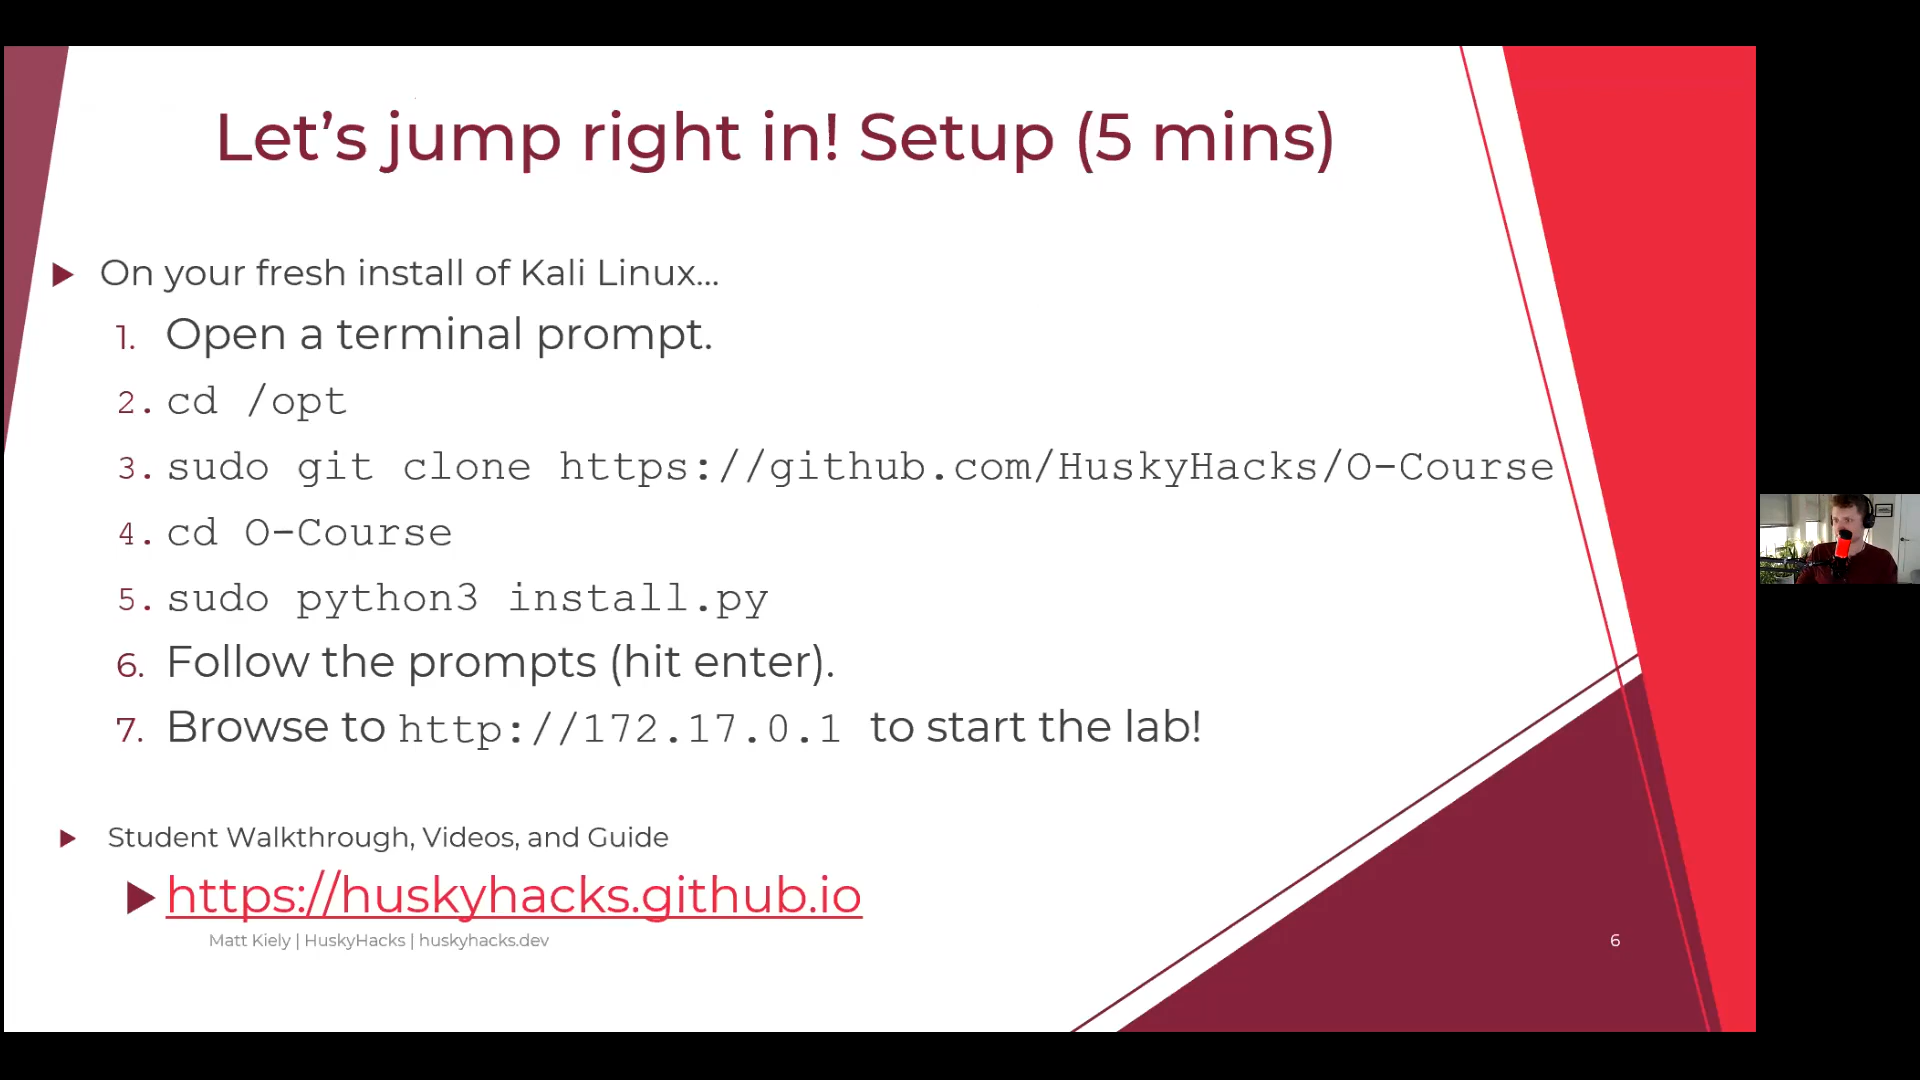 Let’s jump right in! Setup (5 mins)
On your fresh install of Kali Linux…
1. Open a terminal prompt.
2. cd /opt
3. sudo git clone https://github.com/HuskyHacks/O-Course
4. cd O-Course
5. sudo python3 install.py
6. Follow the prompts (hit enter).
7. Browse to http://172.17.0.1 to start the lab!
Student Walkthrough, Videos, and Guide
https://huskyhacks.github.io
Matt Kiely | HuskyHacks | huskyhacks.dev
6